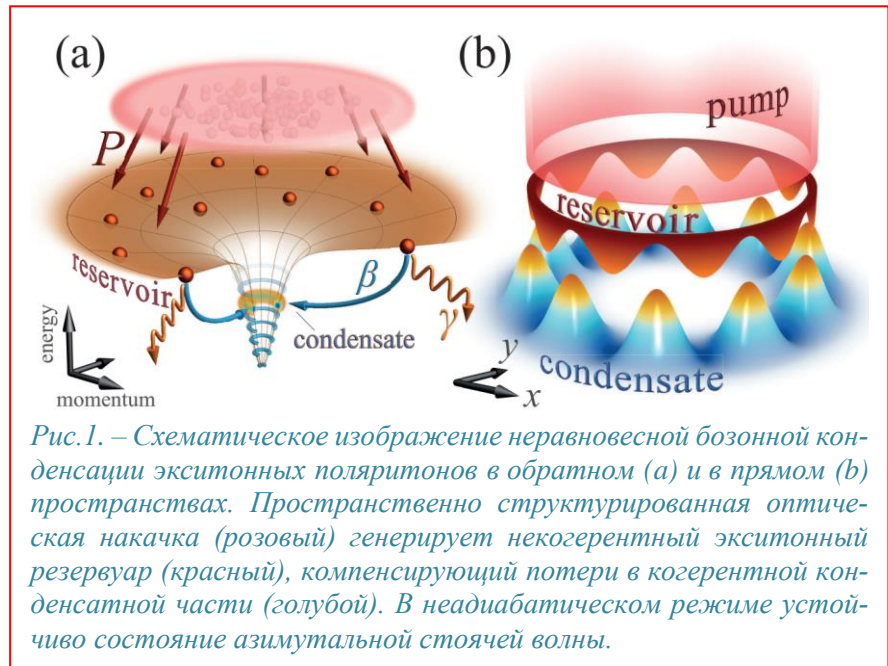 (a)
(b)
P
pump
reservoir
reservoir
β
γ
condensate
condensate
energy
momentum
y
x
Рис.1. – Схематическое изображение неравновесной бозонной кон-
денсации экситонных поляритонов в обратном (a) и в прямом (b)
пространствах. Пространственно структурированная оптиче-
ская накачка (розовый) генерирует некогерентный экситонный
резервуар (красный), компенсирующий потери в когерентной кон-
денсатной части (голубой). В неадиабатическом режиме устой-
чиво состояние азимутальной стоячей волны.